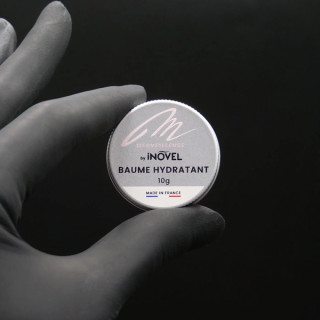 by iNOVEL
BAUME HYDRATANT
10g
MADE IN FRANCE